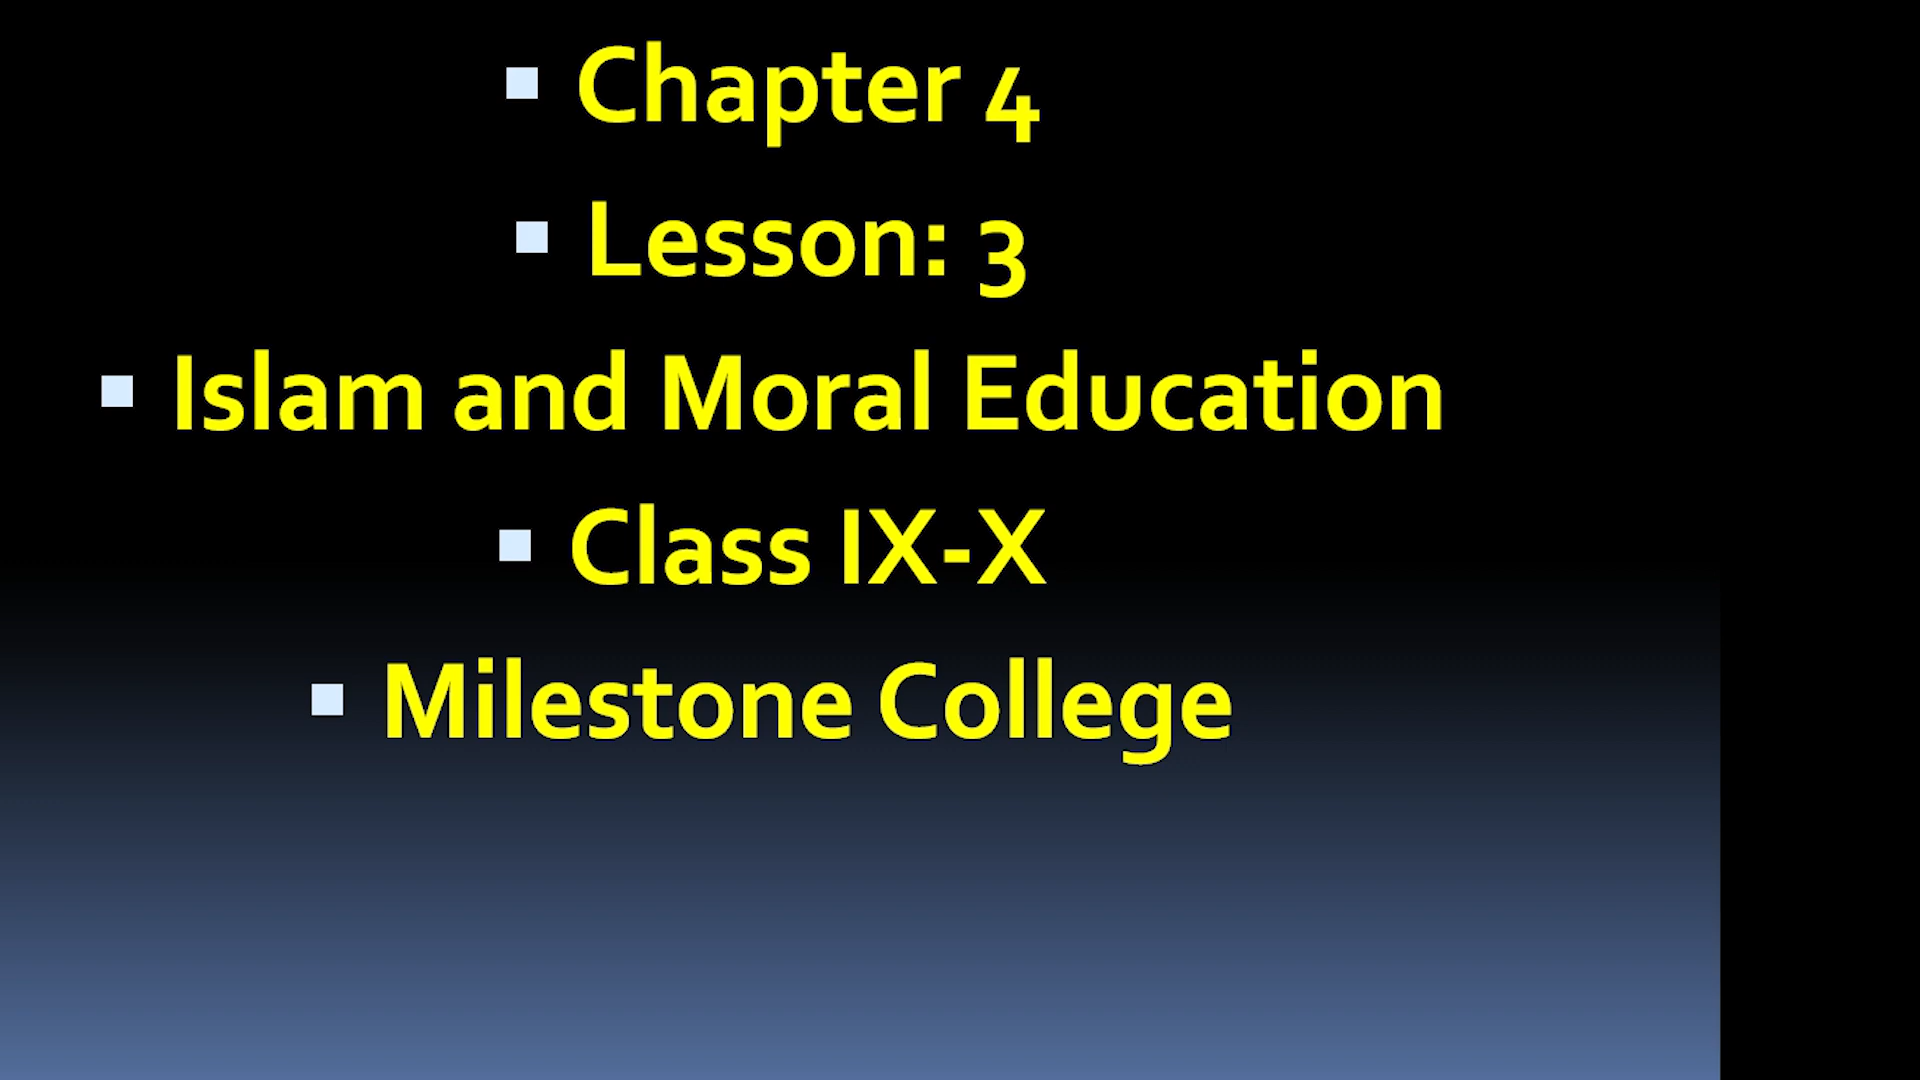 Chapter 4
Lesson: 3
Islam and Moral Education
Class IX-X
Milestone College